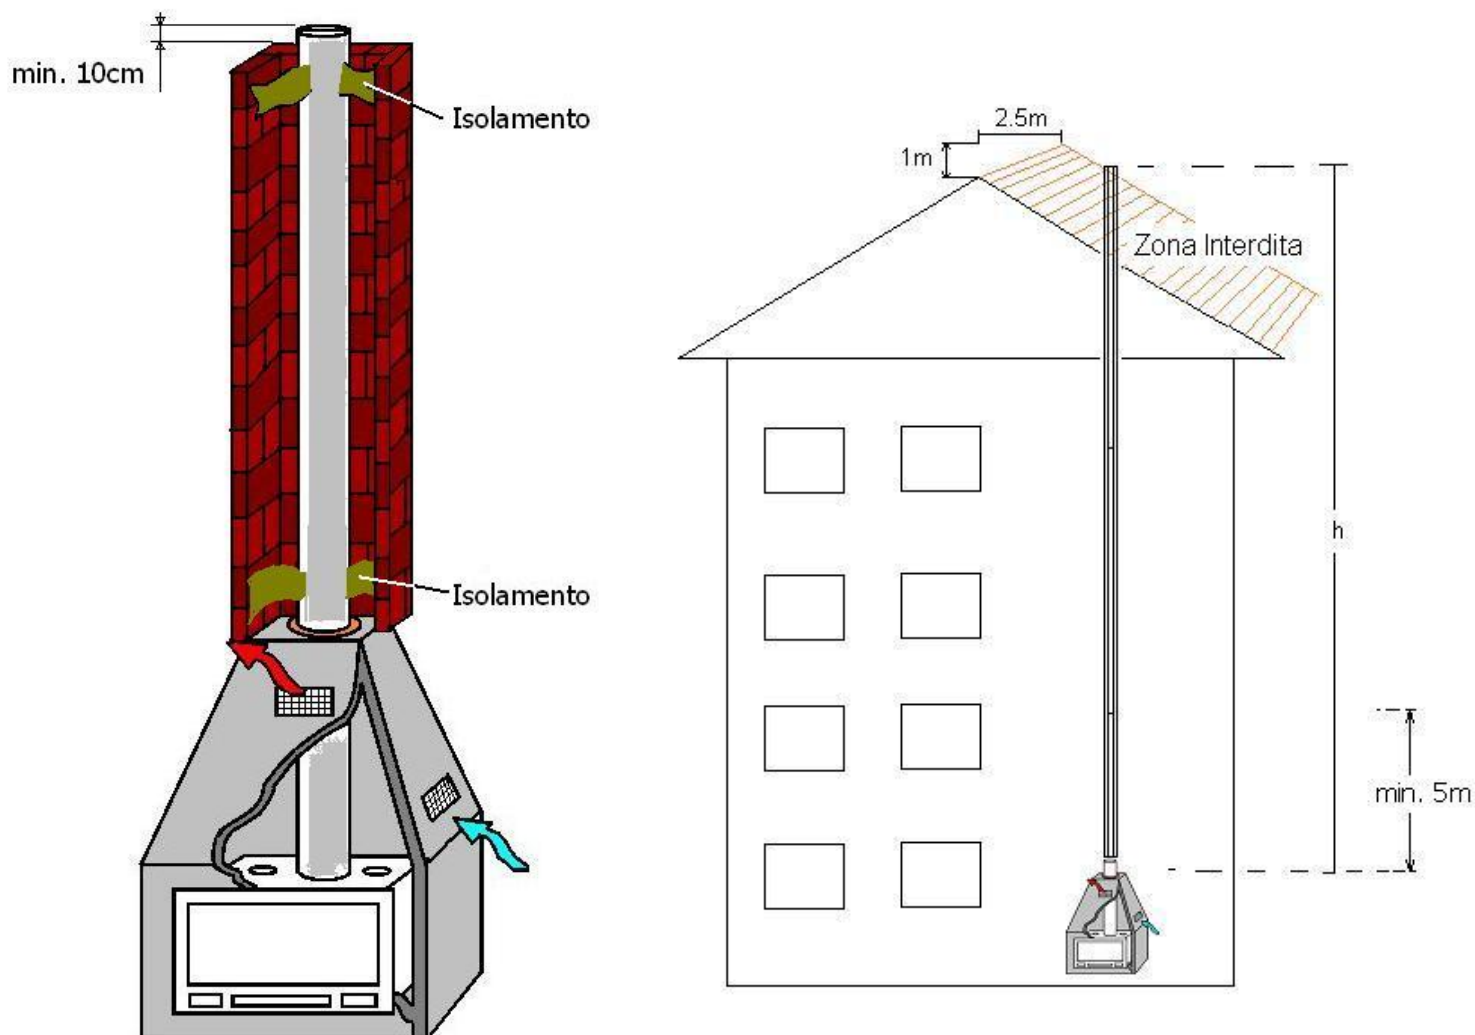 min. 10cm
Isolamento
Isolamento
2.5m
1m
Zona Interdita
h
min. 5m